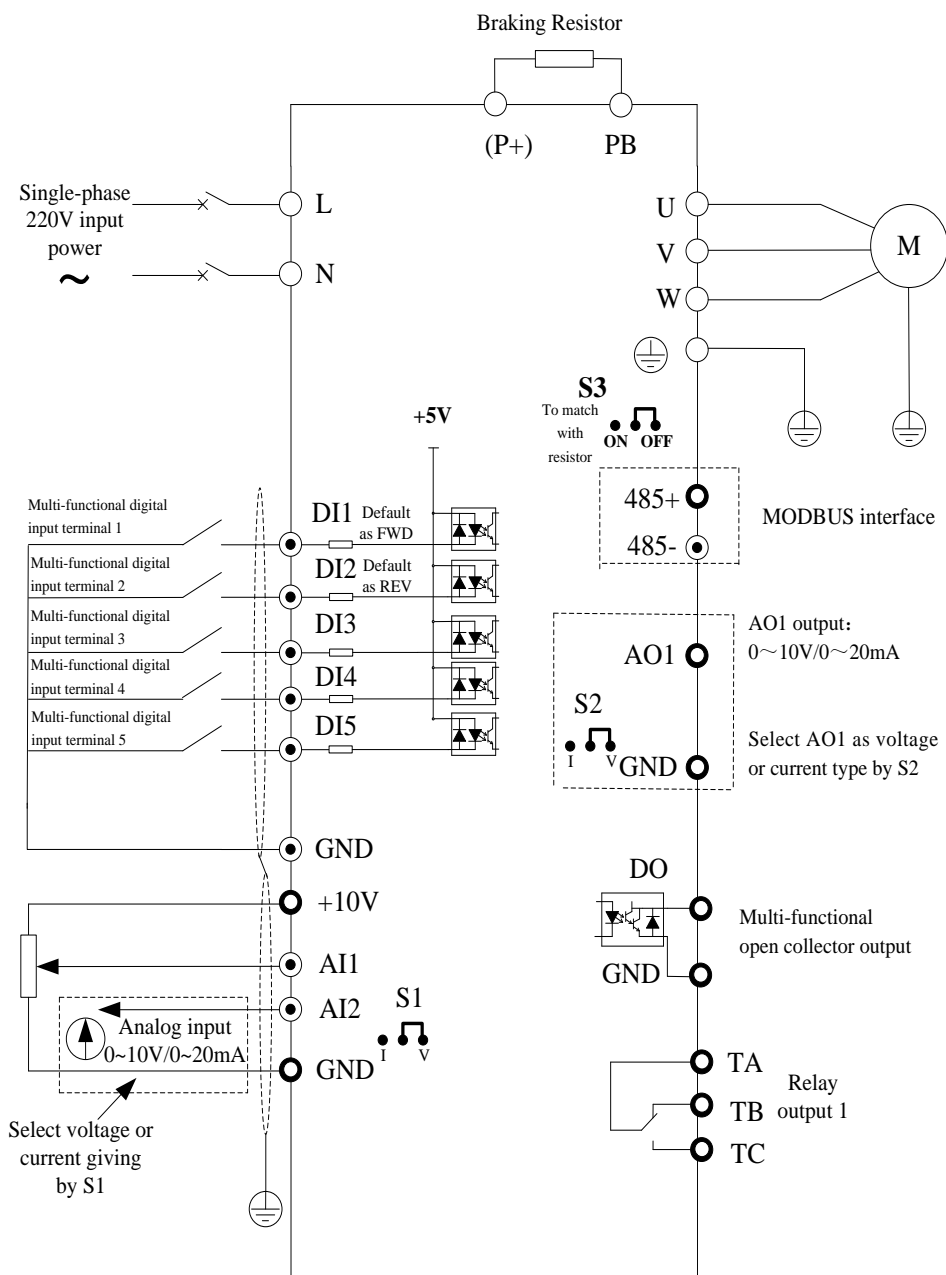 Braking Resistor
(P+)
PB
Single-phase
220V input
power
~
L
N
U
V
W
M
S3
To match
with
resistor
ON
OFF
+5V
485+
485-
MODBUS interface
Multi-functional digital
input terminal 1
DI1
Default
as FWD
Multi-functional digital
input terminal 2
DI2
Default
as REV
Multi-functional digital
input terminal 3
DI3
Multi-functional digital
input terminal 4
DI4
Multi-functional digital
input terminal 5
DI5
GND
AO1
AO1 output：
0～10V/0～20mA
S2
I
V
GND
Select AO1 as voltage
or current type by S2
+10V
AI1
AI2
GND
S1
I
V
Analog input
0~10V/0~20mA
Select voltage or
current giving
by S1
DO
GND
Multi-functional
open collector output
TA
TB
TC
Relay
output 1